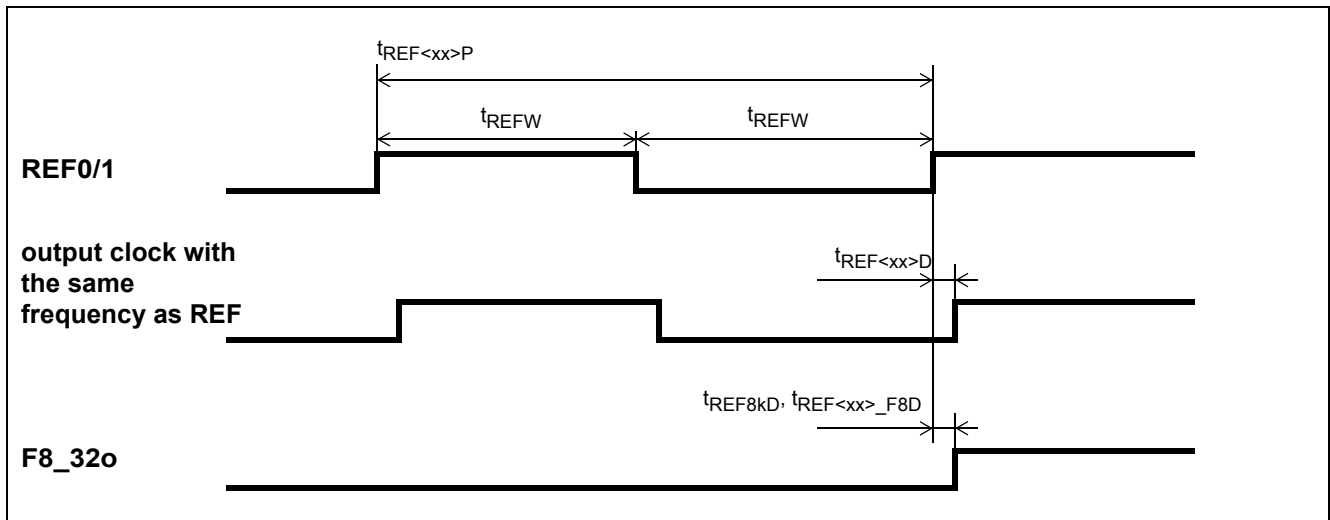 tREF<xx>P
tREFW
tREFW
REF0/1
output clock with
the same
frequency as REF
tREF<xx>D
tREF8kD, tREF<xx>_F8D
F8_32o